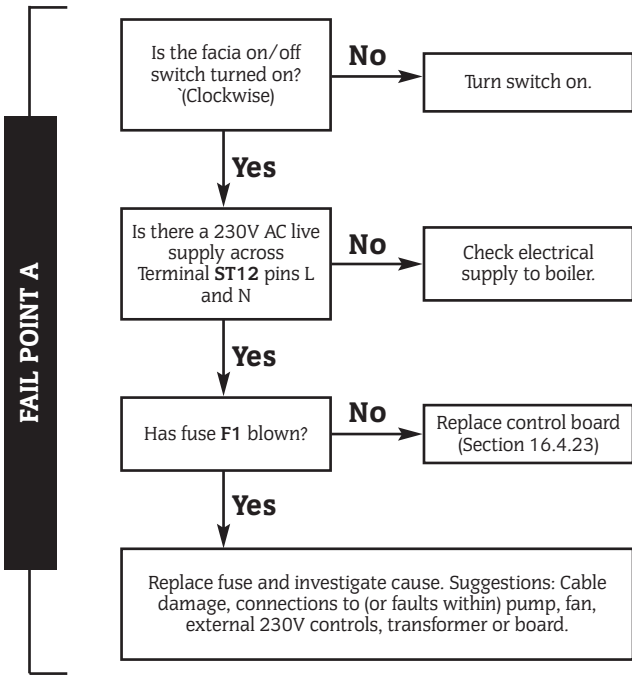 FAIL POINT A
Is the facia on/off
switch turned on?
`(Clockwise)
No
Turn switch on.
Yes
Is there a 230V AC live
supply across
Terminal ST12 pins L
and N
No
Check electrical
supply to boiler.
Yes
Has fuse F1 blown?
No
Replace control board
(Section 16.4.23)
Yes
Replace fuse and investigate cause. Suggestions: Cable
damage, connections to (or faults within) pump, fan,
external 230V controls, transformer or board.